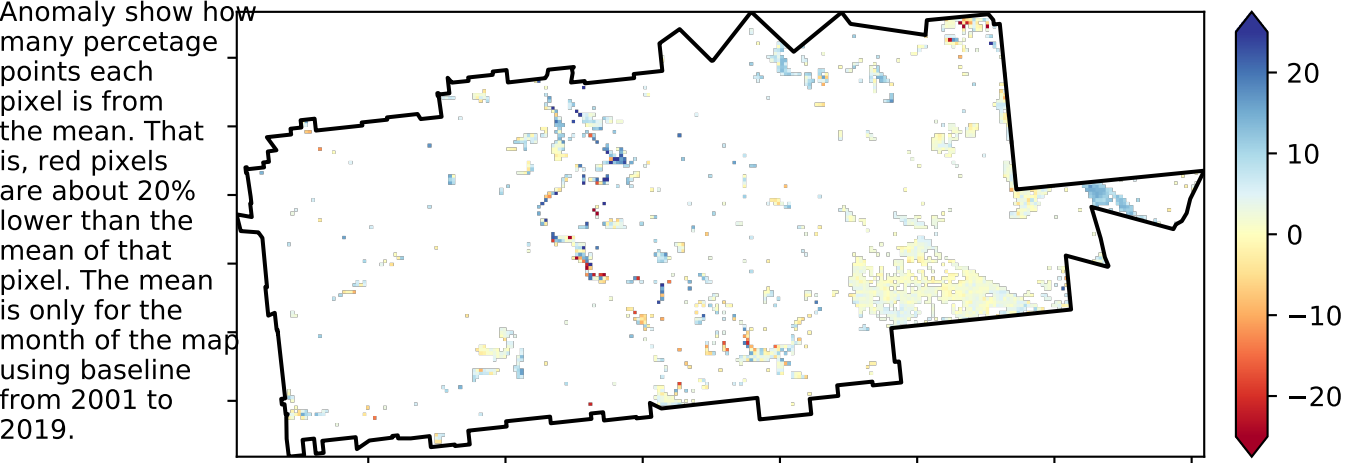 Anomaly show how
many percetage
points each
pixel is from
the mean. That
is, red pixels
are about 20%
lower than the
mean of that
pixel. The mean
is only for the
month of the map
using baseline
from 2001 to
2019.
20
10
0
−10
−20